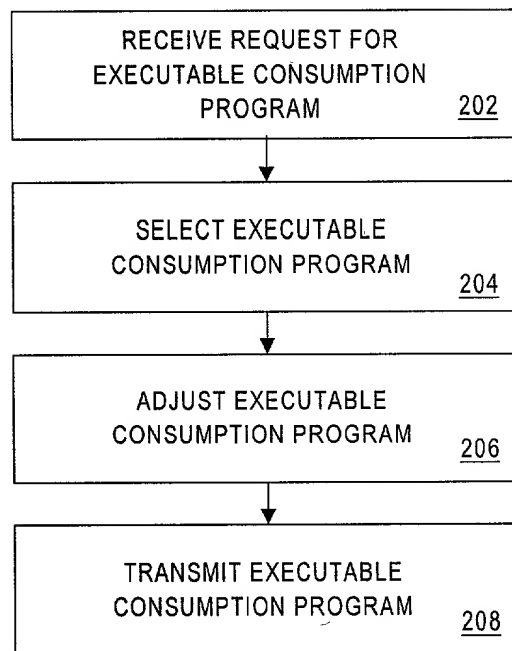 RECEIVE REQUEST FOR
EXECUTABLE CONSUMPTION
PROGRAM
202
SELECT EXECUTABLE
CONSUMPTION PROGRAM
204
ADJUST EXECUTABLE
CONSUMPTION PROGRAM
206
TRANSMIT EXECUTABLE
CONSUMPTION PROGRAM
208